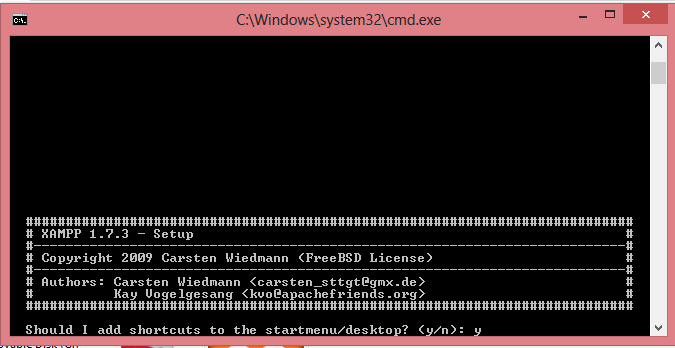 C:\Windows\system32\cmd.exe
C:\.
###########################################################################
# XAMPP 1.7.3 - Setup #
#-------------------------------------------------------------------------#
# Copyright 2009 Carsten Wiedmann (FreeBSD License) #
#-------------------------------------------------------------------------#
# Authors: Carsten Wiedmann <carsten_sttgt@gmx.de> #
# Kay Vogelgesang <kvo@apachefriends.org> #
###########################################################################
Should I add shortcuts to the startmenu/desktop? (y/n): y